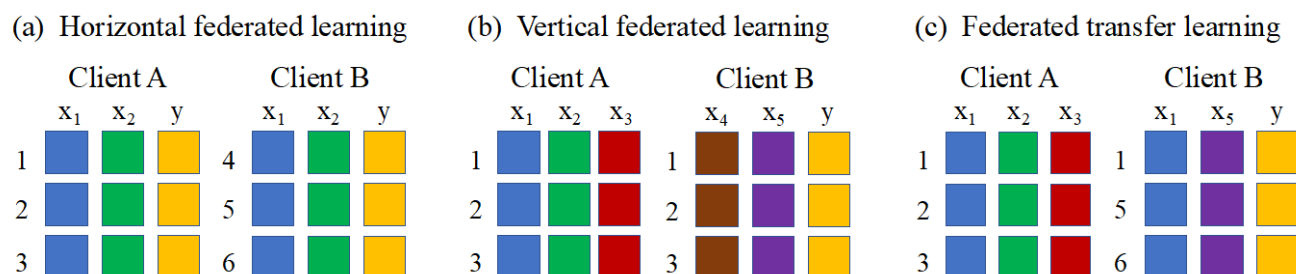 (a) Horizontal federated learning
(b) Vertical federated learning
(c) Federated transfer learning
Client A
Client B
Client A
Client B
Client A
Client B
x₁ x₂ y
x₁ x₂ y
x₁ x₂ x₃
x₄ x₅ y
x₁ x₂ x₃
x₁ x₅ y
1
4
1
1
1
1
2
5
2
2
2
5
3
6
3
3
3
6